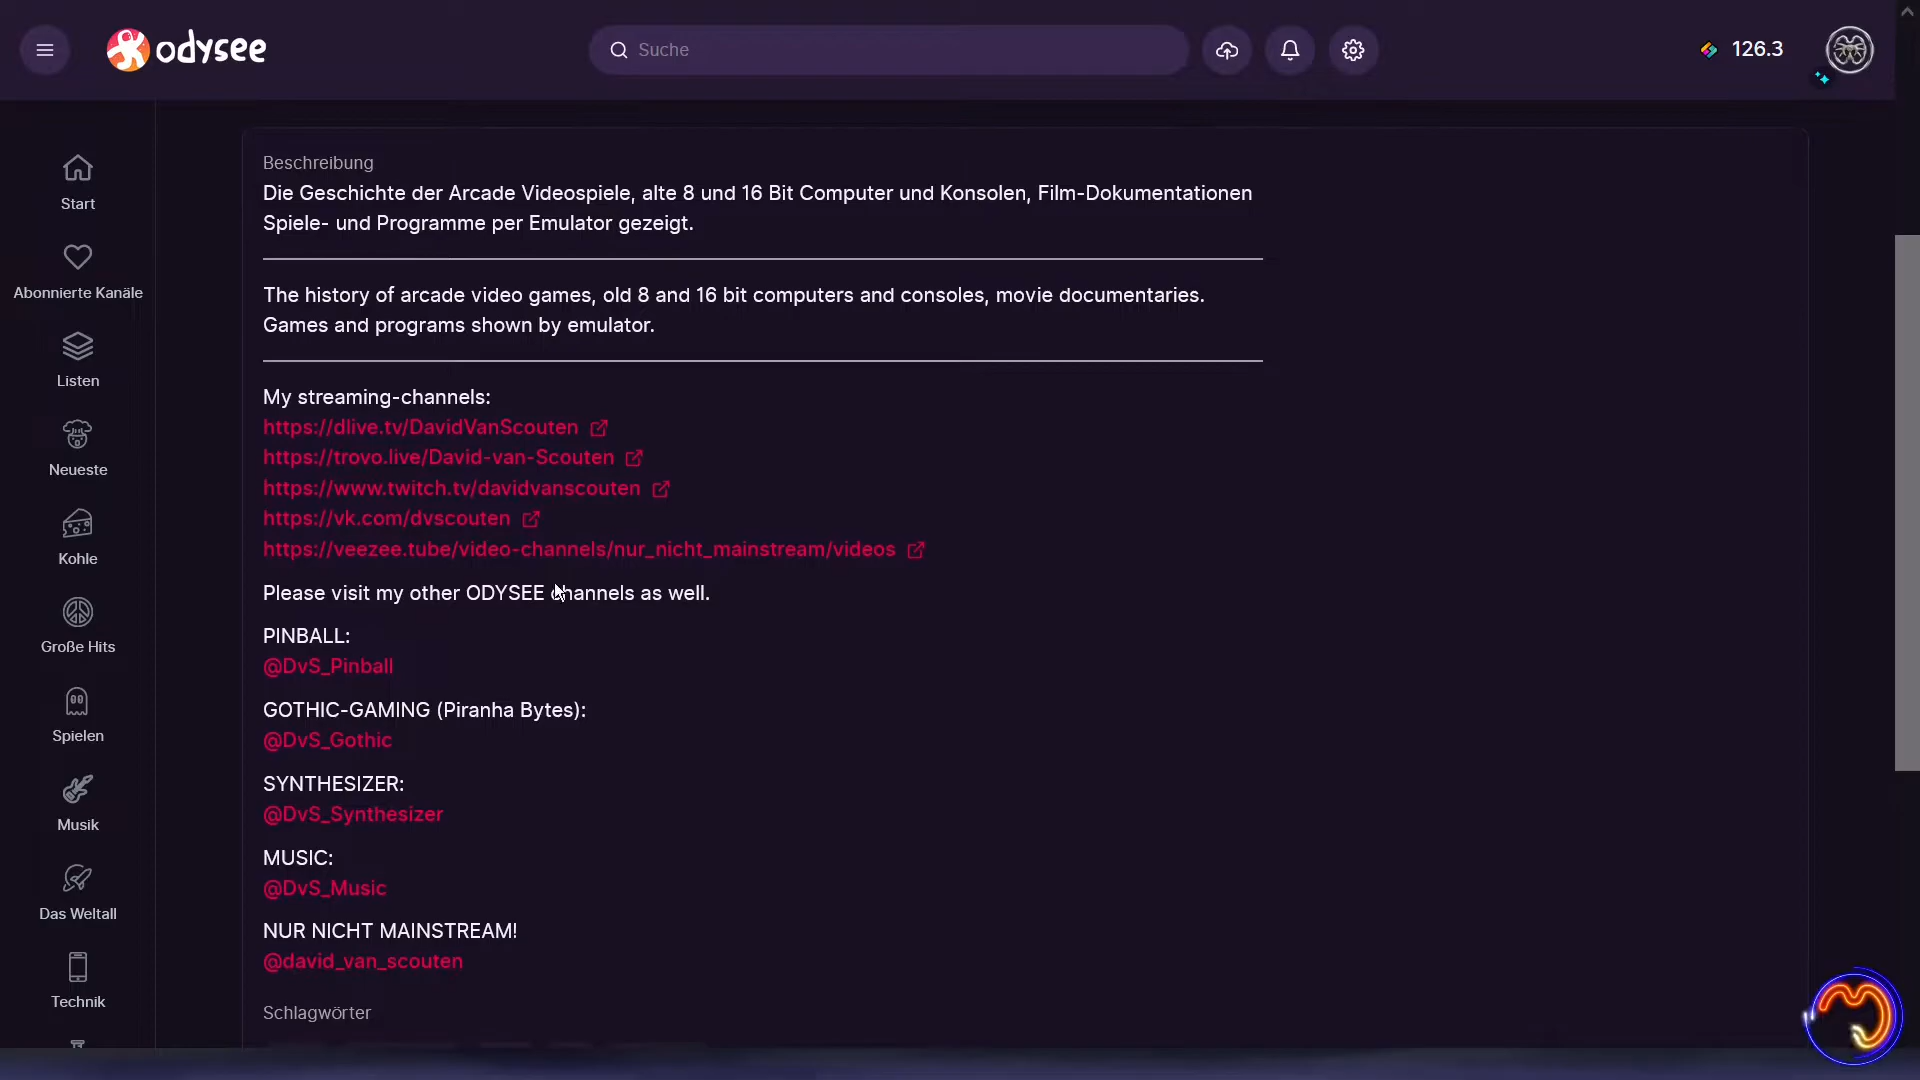 odysee
Suche
126.3
Start
Abonnierte Kanäle
Listen
Neueste
Kohle
Große Hits
Spielen
Musik
Das Weltall
Technik
Beschreibung
Die Geschichte der Arcade Videospiele, alte 8 und 16 Bit Computer und Konsolen, Film-Dokumentationen
Spiele- und Programme per Emulator gezeigt.
The history of arcade video games, old 8 and 16 bit computers and consoles, movie documentaries.
Games and programs shown by emulator.
My streaming-channels:
https://dlive.tv/DavidVanScouten
https://trovo.live/David-van-Scouten
https://www.twitch.tv/davidvanscouten
https://vk.com/dvscouten
https://veezee.tube/video-channels/nur_nicht_mainstream/videos
Please visit my other ODYSEE channels as well.
PINBALL:
@DvS_Pinball
GOTHIC-GAMING (Piranha Bytes):
@DvS_Gothic
SYNTHESIZER:
@DvS_Synthesizer
MUSIC:
@DvS_Music
NUR NICHT MAINSTREAM!
@david_van_scouten
Schlagwörter